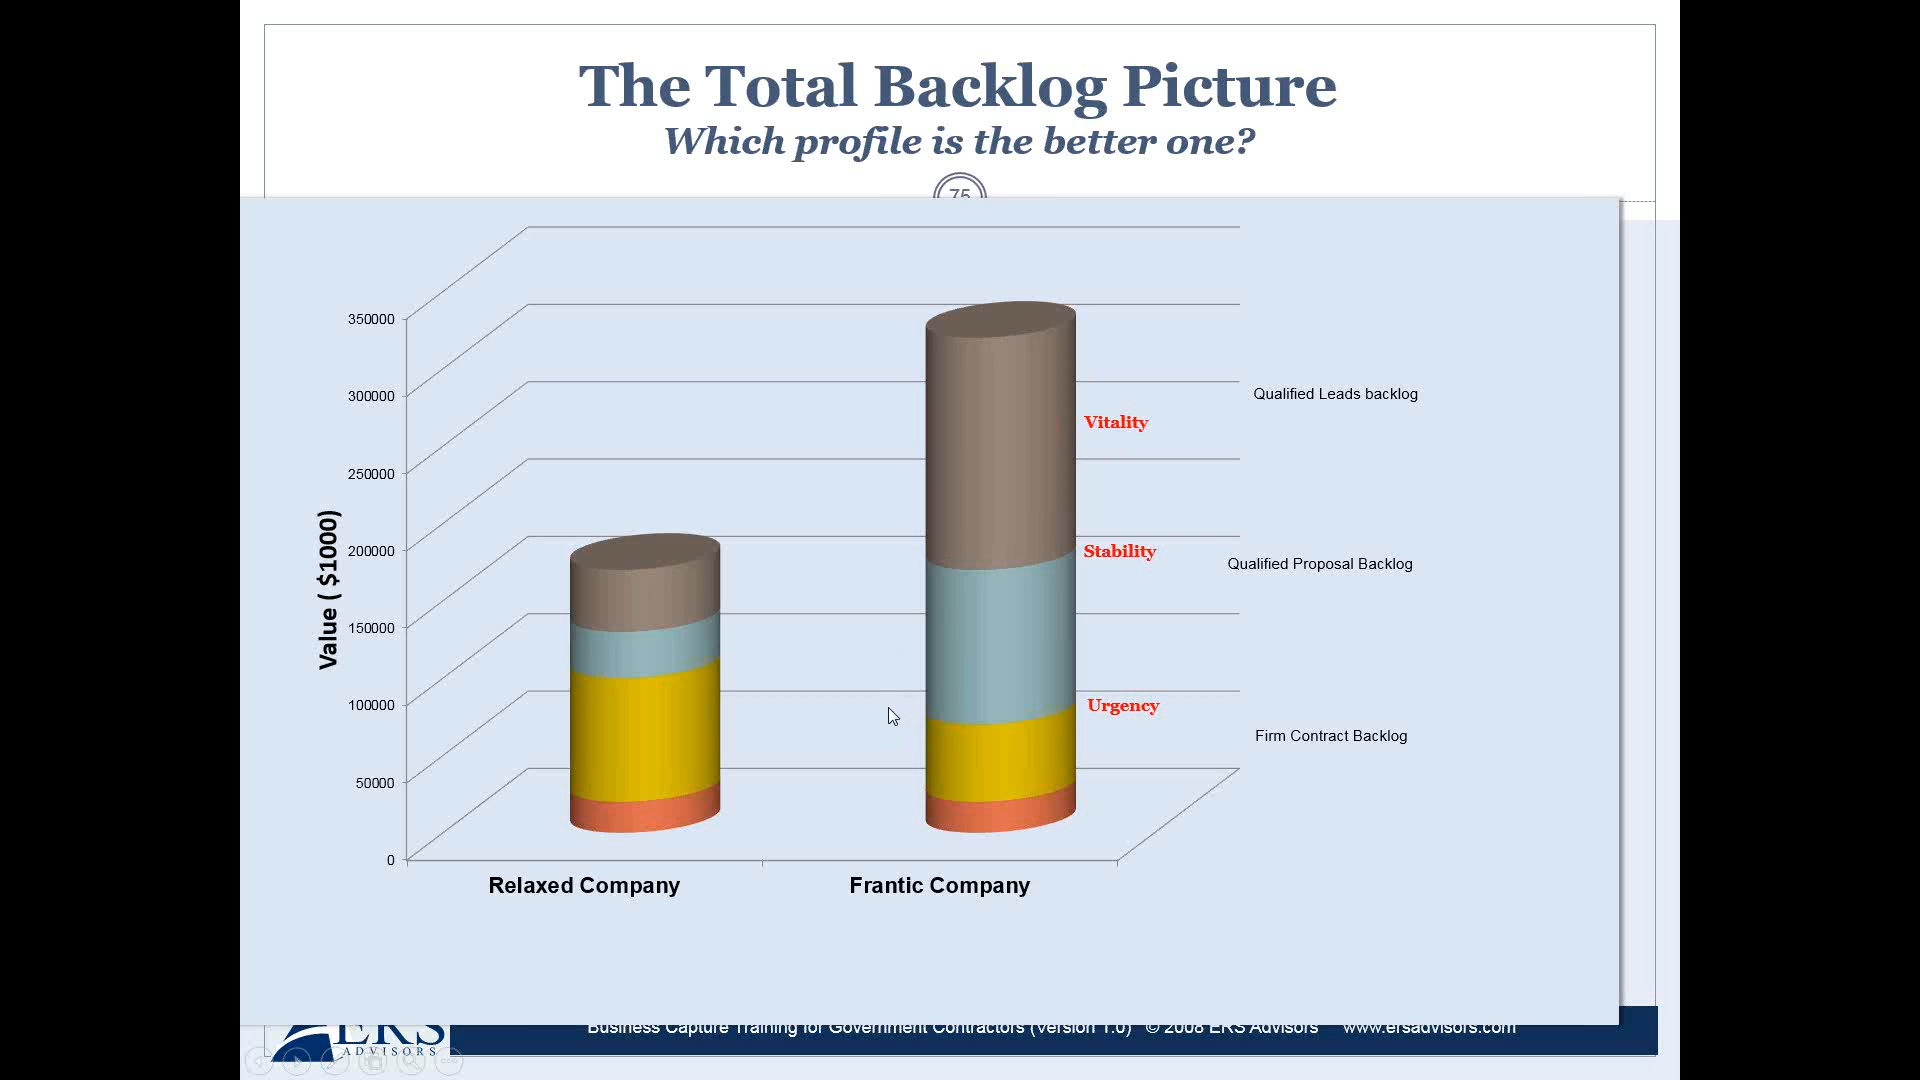 The Total Backlog Picture
Which profile is the better one?
75
350000
300000
250000
200000
150000
100000
50000
0
Value ( $1000)
Vitality
Stability
Urgency
Qualified Leads backlog
Qualified Proposal Backlog
Firm Contract Backlog
Relaxed Company
Frantic Company
ERS
ADVISORS
Business Capture Training for Government Contractors (Version 1.0) © 2008 ERS Advisors www.ersadvisors.com